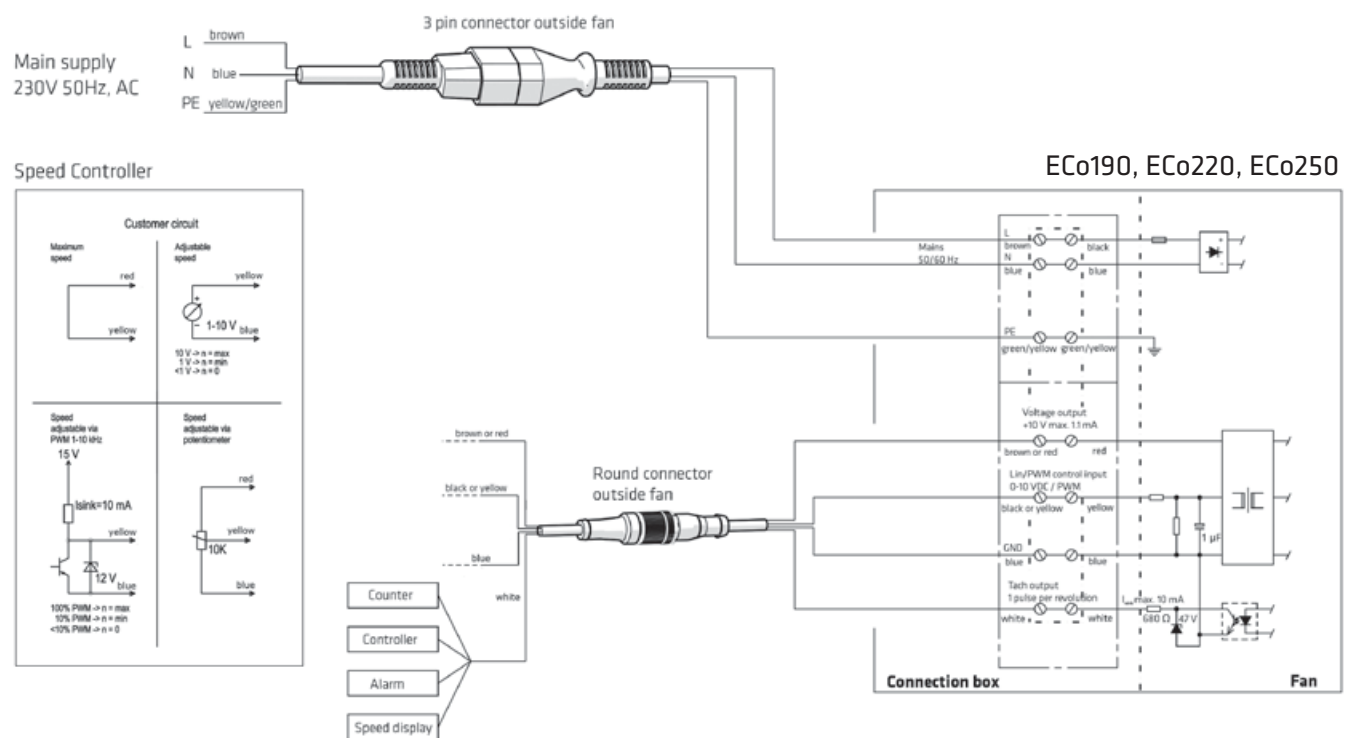 3 pin connector outside fan
Main supply
230V 50Hz, AC
L brown
N blue
PE yellow/green
Speed Controller
Customer circuit
Maximum
speed
red
yellow
Adjustable
speed
yellow
+
1-10 V
-
blue
10 V -> n = max
1 V -> n = min
<1 V -> n = 0
Speed
adjustable via
PWM 1-10 kHz
15 V
Isink=10 mA
yellow
12 V
blue
100% PWM -> n = max
10% PWM -> n = min
<10% PWM -> n = 0
Speed
adjustable via
potentiometer
red
yellow
10K
blue
brown or red
black or yellow
blue
white
Round connector
outside fan
Counter
Controller
Alarm
Speed display
ECo190, ECo220, ECo250
Mains
50/60 Hz
L
brown
black
N
blue
blue
+
-
PE
green/yellow green/yellow
Voltage output
+10 V max. 1.1 mA
brown or red
red
Lin/PWM control input
0-10 VDC / PWM
black or yellow
yellow
1 µF
GND
blue
blue
Tach output
1 pulse per revolution
white
white
max. 10 mA
680 Ω
47 V
Connection box
Fan